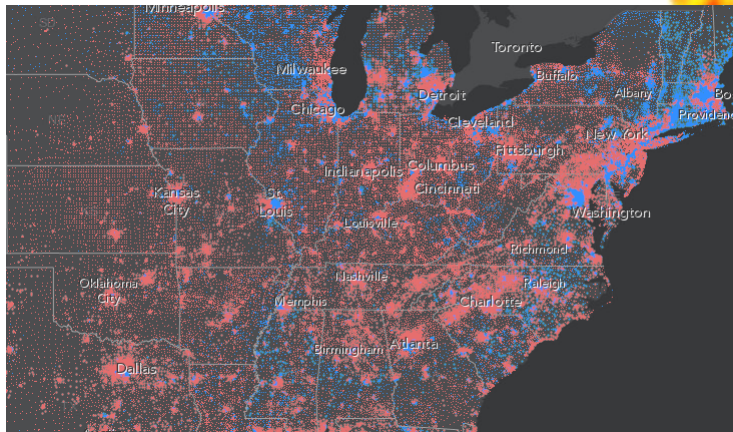 Minneapolis
Toronto
Milwaukee
Buffalo
Albany
Bo
Detroit
Chicago
Providenc
Cleveland
New York
Pittsburgh
Columbus
Indianapolis
Cincinnati
Kansas
City
St.
Louis
Washington
Louisville
Richmond
Nashville
Oklahoma
City
Raleigh
Memphis
Charlotte
Birmingham
Atlanta
Dallas